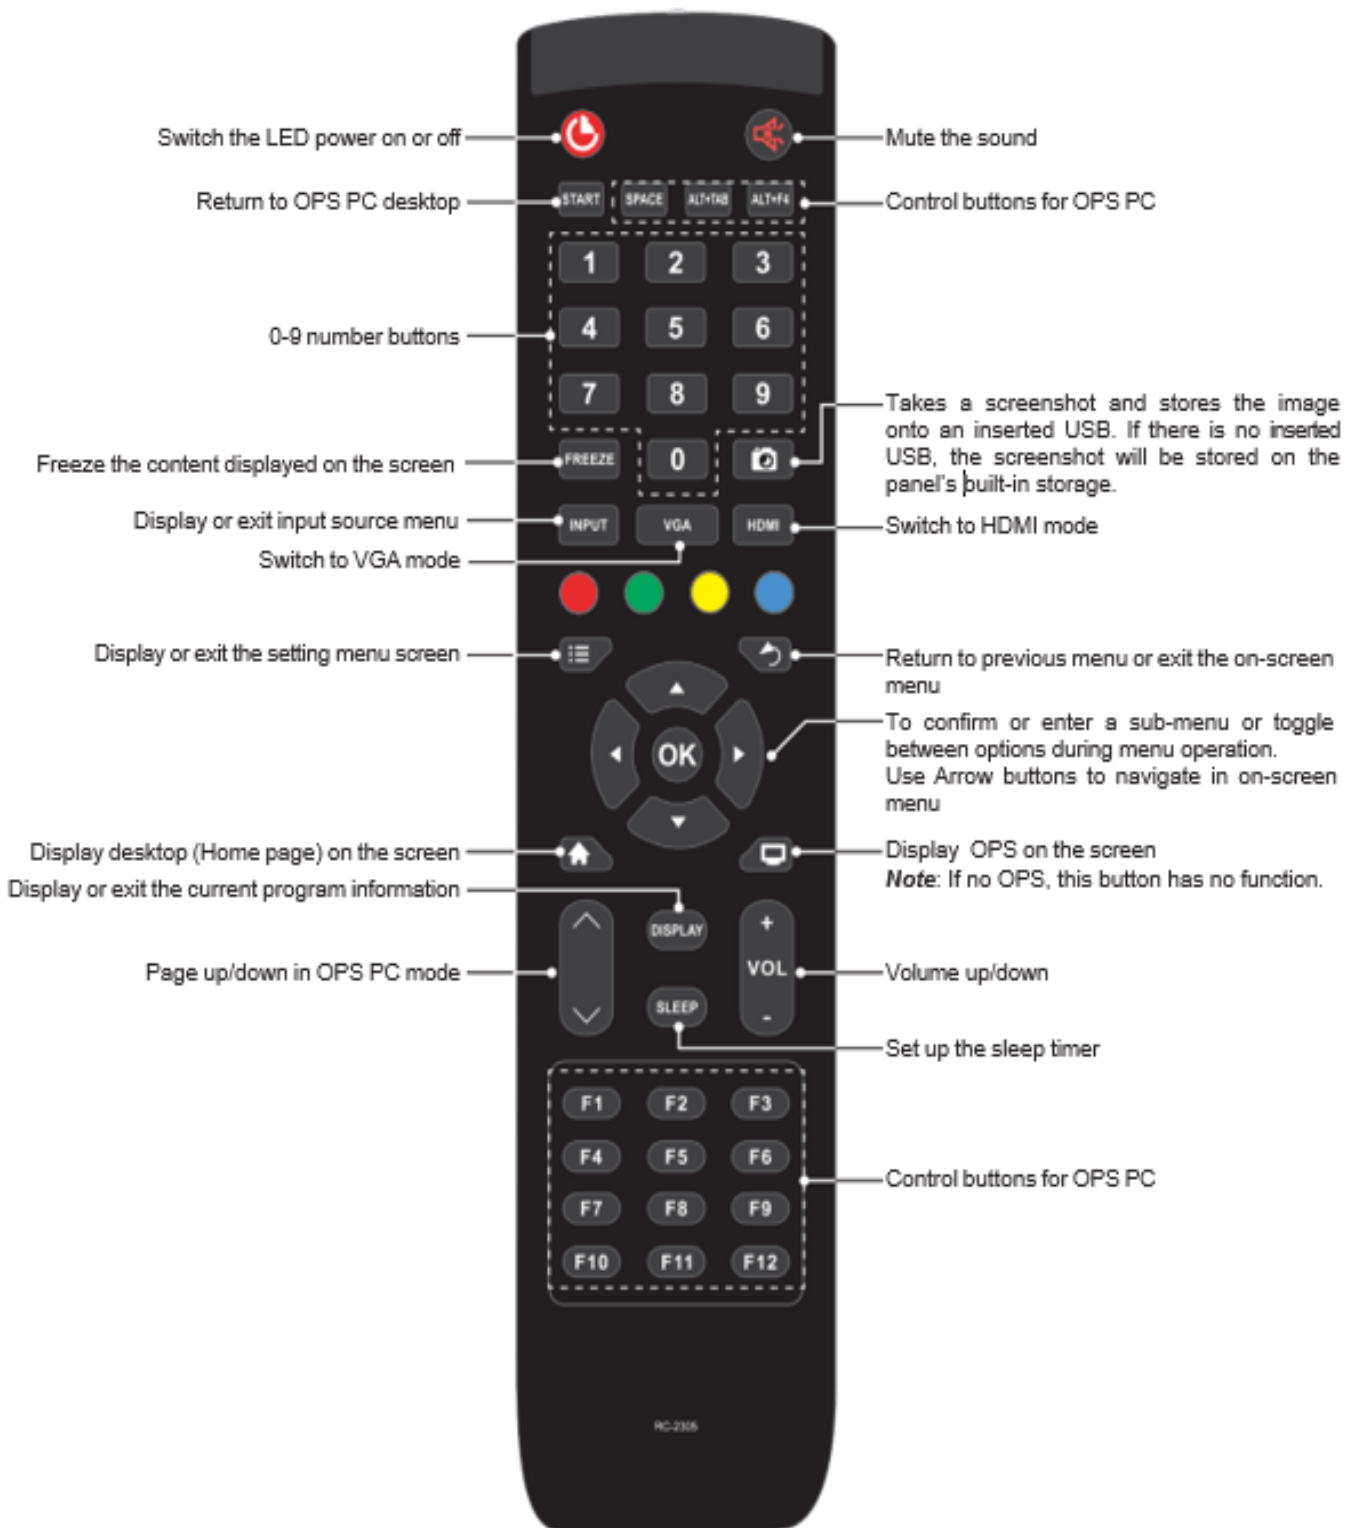 Switch the LED power on or off
Mute the sound
Return to OPS PC desktop
START
SPACE
ALT+TAB
ALT+F4
Control buttons for OPS PC
1 2 3
0-9 number buttons
4 5 6
7 8 9
Takes a screenshot and stores the image
onto an inserted USB. If there is no inserted
USB, the screenshot will be stored on the
panel's built-in storage.
Freeze the content displayed on the screen
FREEZE
0
Display or exit input source menu
INPUT
VGA
HDMI
Switch to HDMI mode
Switch to VGA mode
Display or exit the setting menu screen
Return to previous menu or exit the on-screen
menu
OK
To confirm or enter a sub-menu or toggle
between options during menu operation.
Use Arrow buttons to navigate in on-screen
menu
Display desktop (Home page) on the screen
Display OPS on the screen
Note: If no OPS, this button has no function.
Display or exit the current program information
DISPLAY
+
VOL
-
Page up/down in OPS PC mode
Volume up/down
SLEEP
Set up the sleep timer
F1 F2 F3
F4 F5 F6
F7 F8 F9
F10 F11 F12
Control buttons for OPS PC
RC-2305